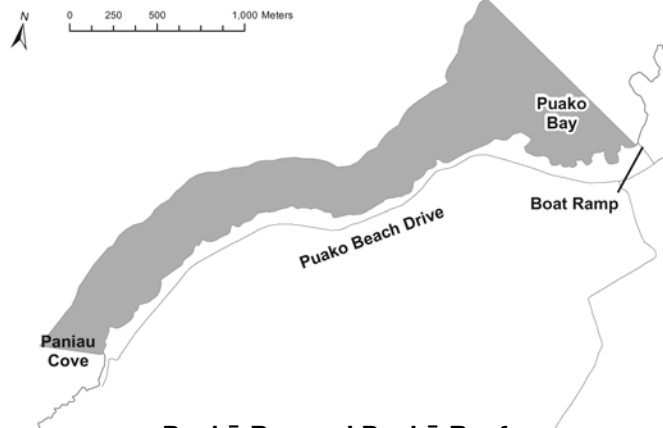 N
0 250 500 1,000 Meters
Puako
Bay
Boat Ramp
Puako Beach Drive
Paniau
Cove